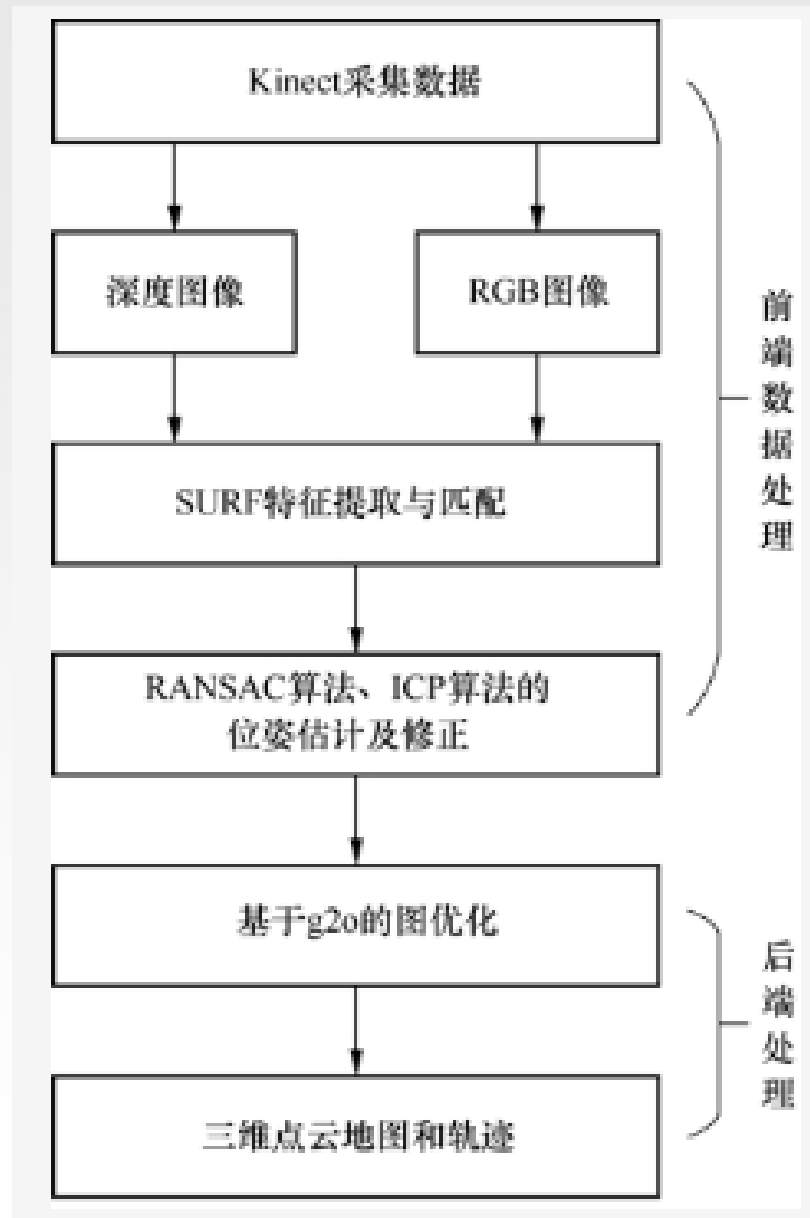 Kinect采集数据
深度图像
RGB图像
SURF特征提取与匹配
RANSAC算法、ICP算法的
位姿估计及修正
基于g2o的图优化
三维点云地图和轨迹
前端数据处理
后端处理